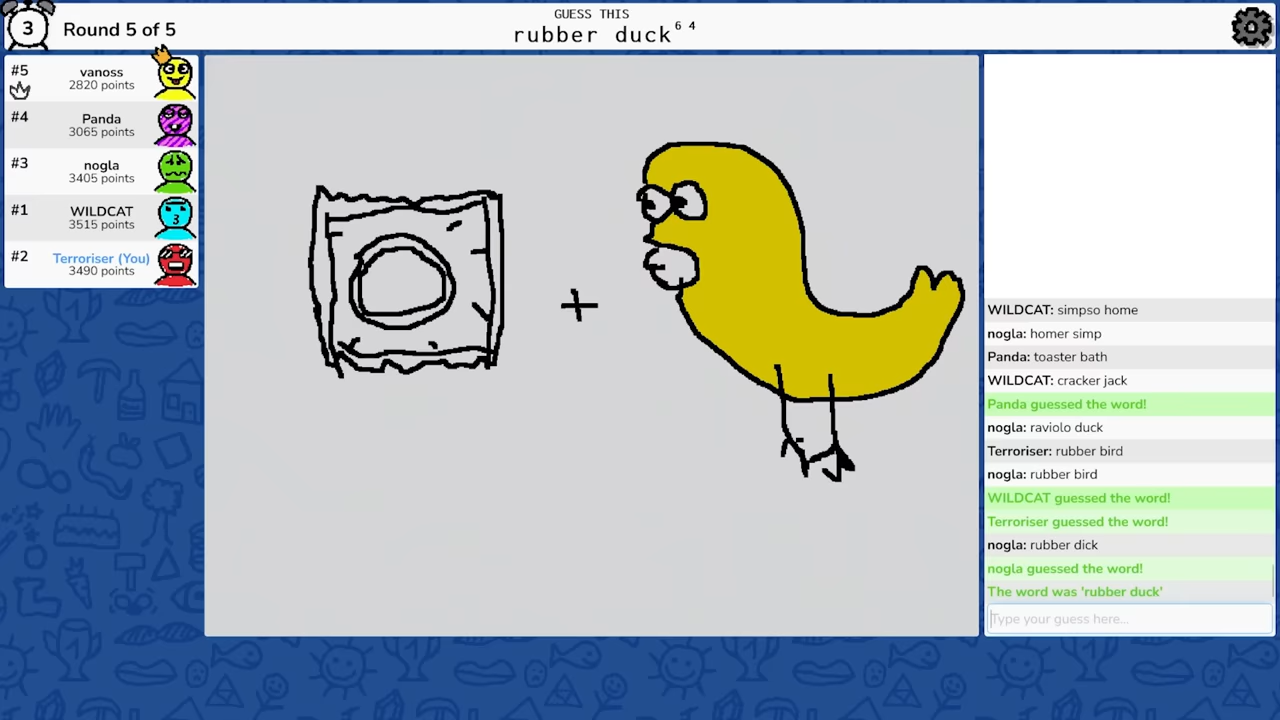 3
Round 5 of 5
GUESS THIS
rubber duck 6 4
#5
vanoss
2820 points
#4
Panda
3065 points
#3
nogla
3405 points
#1
WILDCAT
3515 points
#2
Terroriser (You)
3490 points
+
WILDCAT: simpso home
nogla: homer simp
Panda: toaster bath
WILDCAT: cracker jack
Panda guessed the word!
nogla: raviolo duck
Terroriser: rubber bird
nogla: rubber bird
WILDCAT guessed the word!
Terroriser guessed the word!
nogla: rubber dick
nogla guessed the word!
The word was 'rubber duck'
Type your guess here...